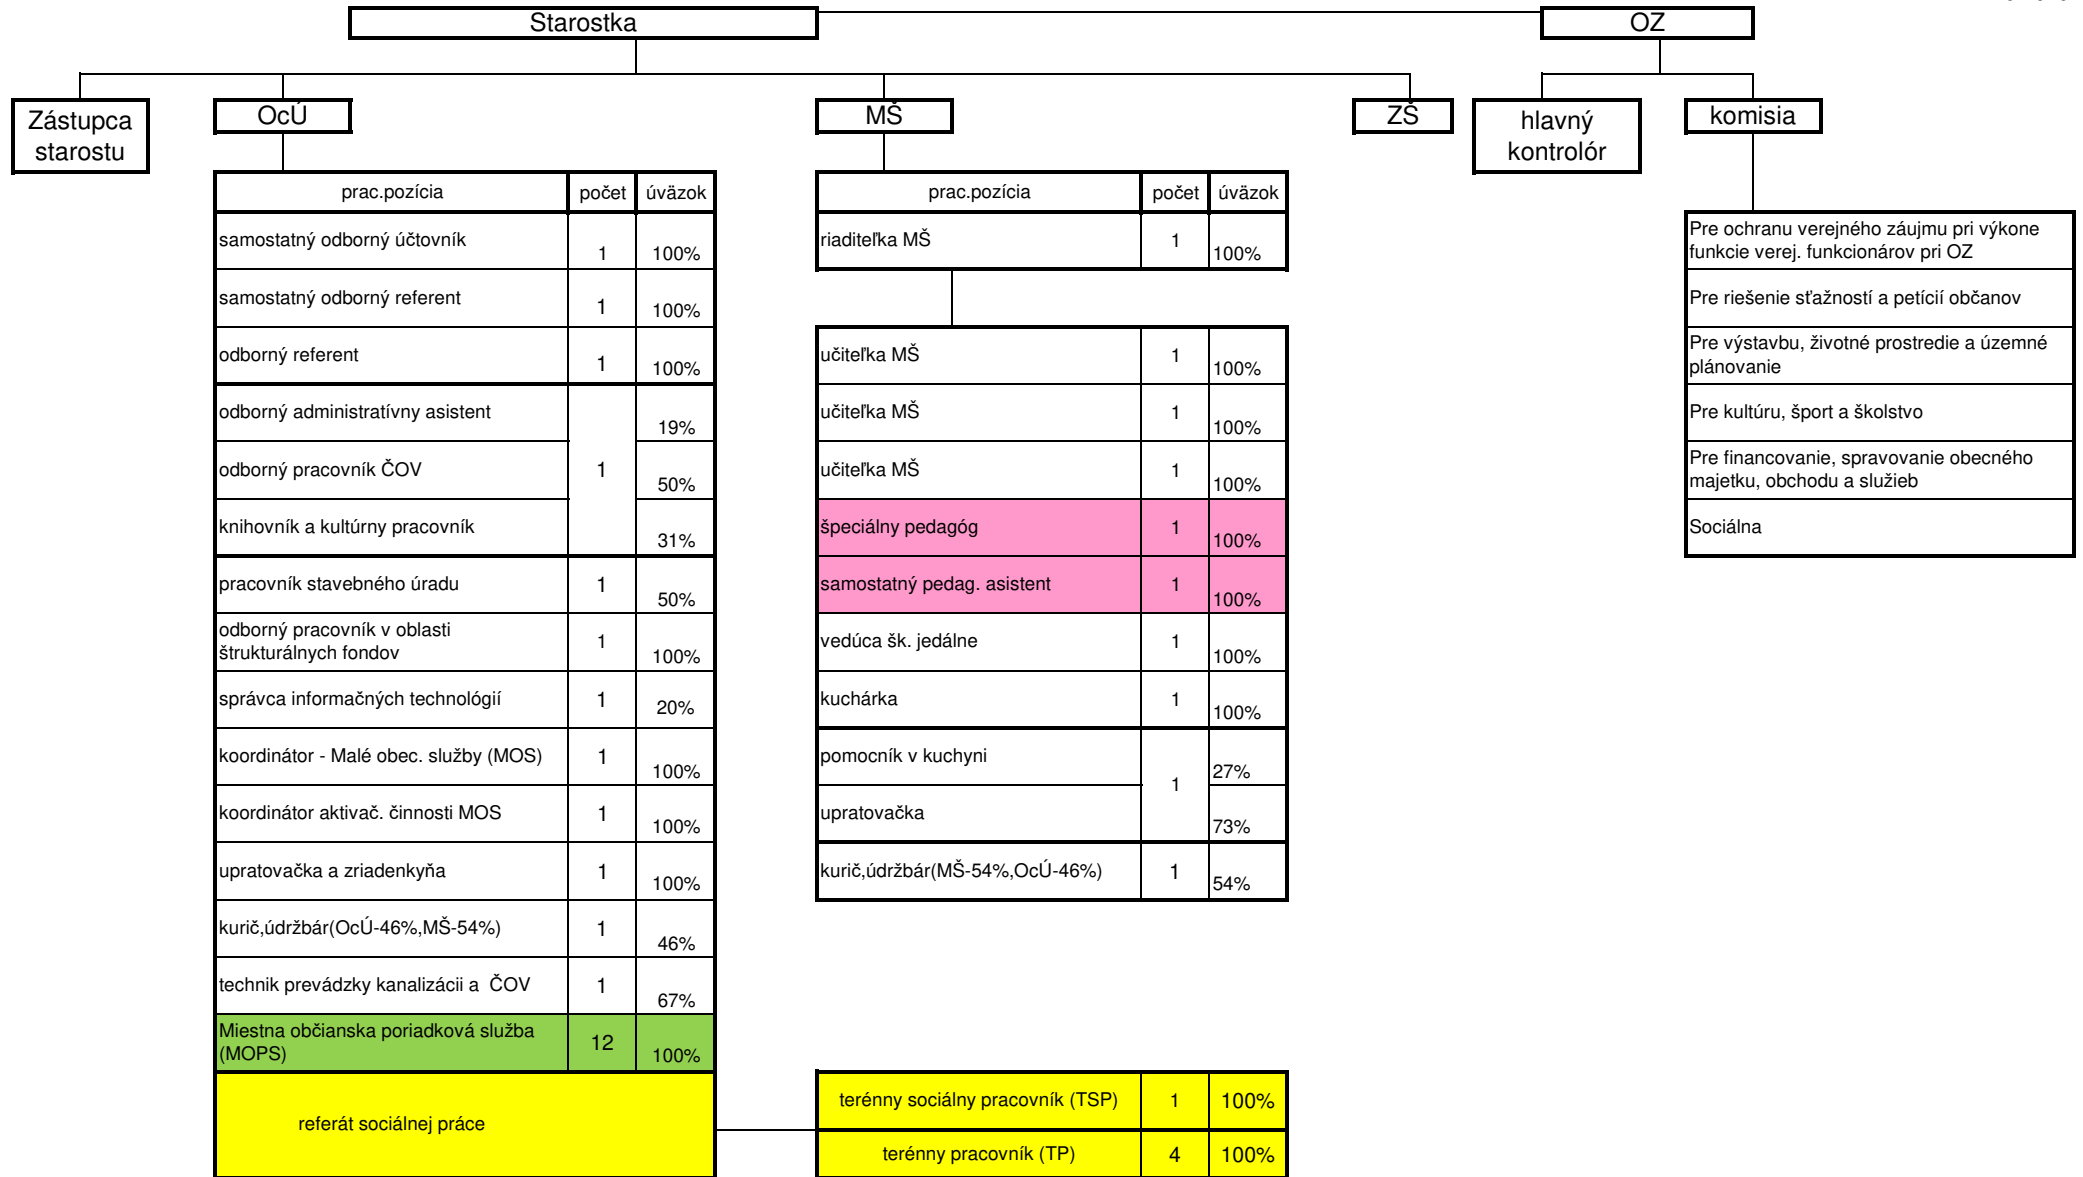 Starostka
OZ
Zástupca
starostu
OcÚ
MŠ
ZŠ
hlavný
kontrolór
komisia
prac.pozícia počet úväzok
samostatný odborný účtovník 1 100%
samostatný odborný referent 1 100%
odborný referent 1 100%
odborný administratívny asistent 19%
odborný pracovník ČOV 1 50%
knihovník a kultúrny pracovník 31%
pracovník stavebného úradu 1 50%
odborný pracovník v oblasti
štrukturálnych fondov 1 100%
správca informačných technológií 1 20%
koordinátor - Malé obec. služby (MOS) 1 100%
koordinátor aktivač. činnosti MOS 1 100%
upratovačka a zriadenkyňa 1 100%
kurič,údržbár(OcÚ-46%,MŠ-54%) 1 46%
technik prevádzky kanalizácii a ČOV 1 67%
Miestna občianska poriadková služba
(MOPS) 12 100%
referát sociálnej práce
prac.pozícia počet úväzok
riaditeľka MŠ 1 100%
učiteľka MŠ 1 100%
učiteľka MŠ 1 100%
učiteľka MŠ 1 100%
špeciálny pedagóg 1 100%
samostatný pedag. asistent 1 100%
vedúca šk. jedálne 1 100%
kuchárka 1 100%
pomocník v kuchyni 1 27%
upratovačka 73%
kurič,údržbár(MŠ-54%,OcÚ-46%) 1 54%
terénny sociálny pracovník (TSP) 1 100%
terénny pracovník (TP) 4 100%
Pre ochranu verejného záujmu pri výkone
funkcie verej. funkcionárov pri OZ
Pre riešenie sťažností a petícií občanov
Pre výstavbu, životné prostredie a územné
plánovanie
Pre kultúru, šport a školstvo
Pre financovanie, spravovanie obecného
majetku, obchodu a služieb
Sociálna